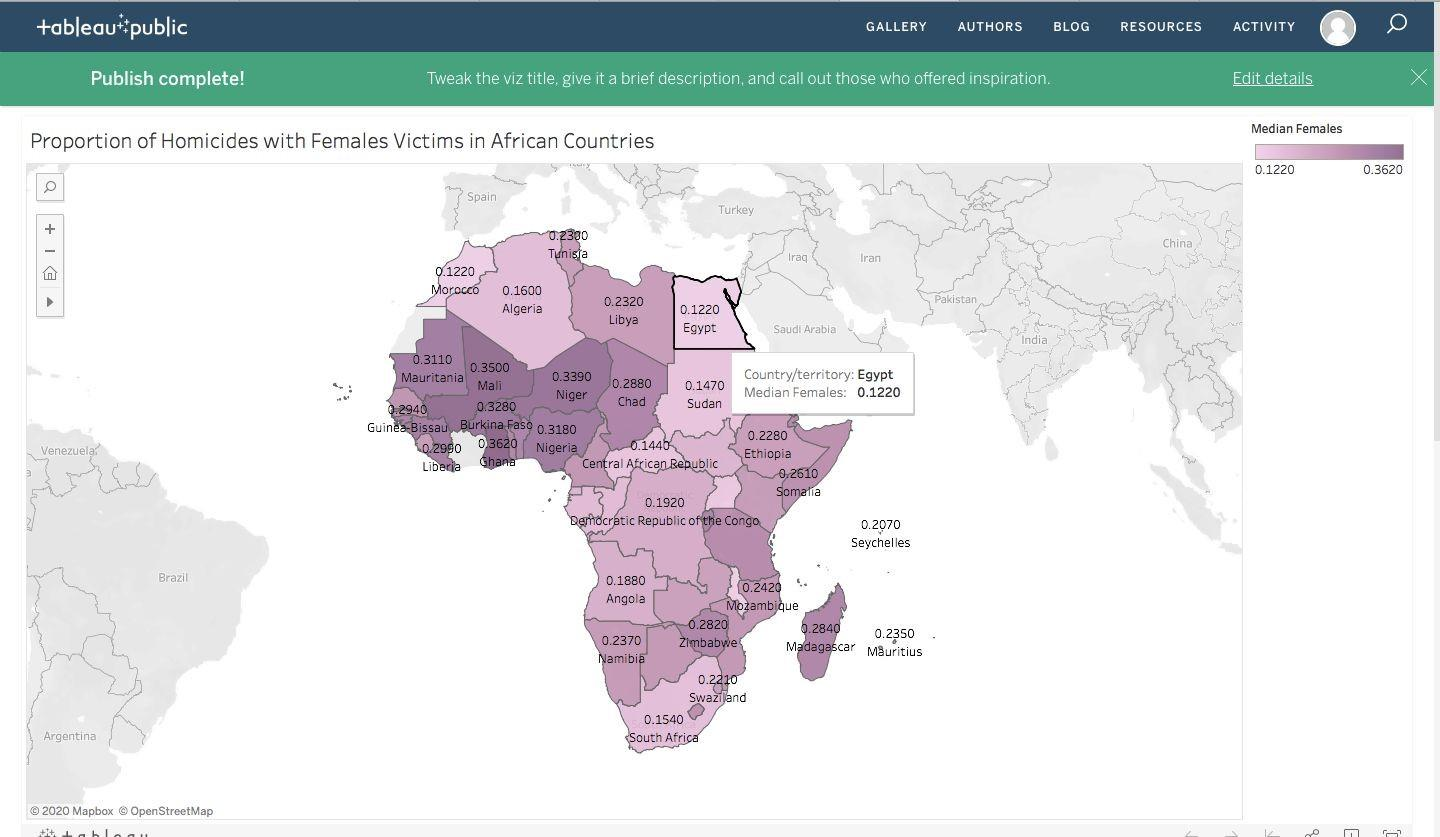 tableau public
GALLERY AUTHORS BLOG RESOURCES ACTIVITY
Publish complete!
Tweak the viz title, give it a brief description, and call out those who offered inspiration.
Edit details
Proportion of Homicides with Females Victims in African Countries
Median Females
0.1220 0.3620
Spain
Turkey
Iraq
Iran
China
Pakistan
Saudi Arabia
India
Venezuela
Brazil
Argentina
0.2300
Tunisia
0.1220
Morocco
0.1600
Algeria
0.2320
Libya
0.1220
Egypt
Country/territory: Egypt
Median Females: 0.1220
0.3110
Mauritania
0.3500
Mali
0.3390
Niger
0.2880
Chad
0.1470
Sudan
0.2940
Guinea-Bissau
0.3280
Burkina Faso
0.3180
Nigeria
0.2990
Liberia
0.3620
Ghana
0.1440
Central African Republic
0.2280
Ethiopia
0.2610
Somalia
0.1920
Democratic Republic of the Congo
0.2070
Seychelles
0.1880
Angola
0.2420
Mozambique
0.2820
Zimbabwe
0.2840
Madagascar
0.2350
Mauritius
0.2370
Namibia
0.2210
Swaziland
0.1540
South Africa
© 2020 Mapbox © OpenStreetMap
tableau